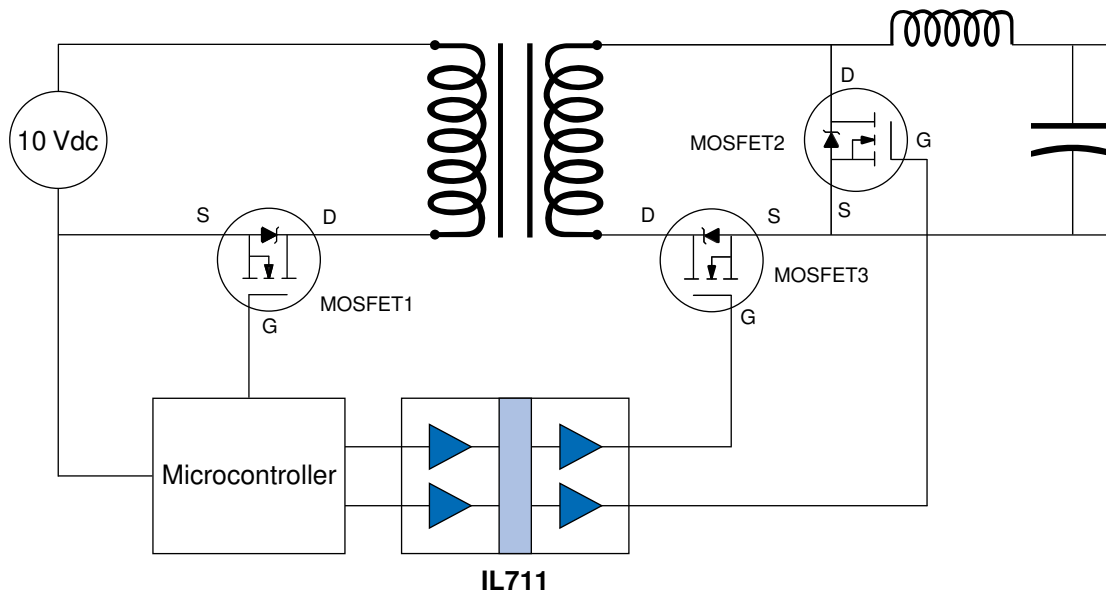 D
10 Vdc
MOSFET2
G
S
S
D
D
S
MOSFET1
MOSFET3
G
G
Microcontroller
IL711